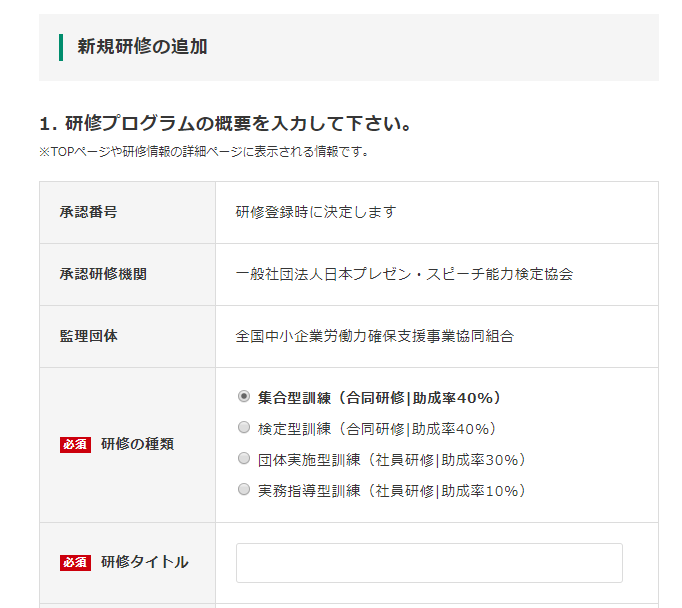 新規研修の追加
1. 研修プログラムの概要を入力して下さい。
※TOPページや研修情報の詳細ページに表示される情報です。
承認番号 研修登録時に決定します
承認研修機関 一般社団法人日本プレゼン・スピーチ能力検定協会
監理団体 全国中小企業労働力確保支援事業協同組合
集合型訓練（合同研修|助成率40%）
検定型訓練（合同研修|助成率40%）
必須 研修の種類
団体実施型訓練（社員研修|助成率30%）
実務指導型訓練（社員研修|助成率10%）
必須 研修タイトル